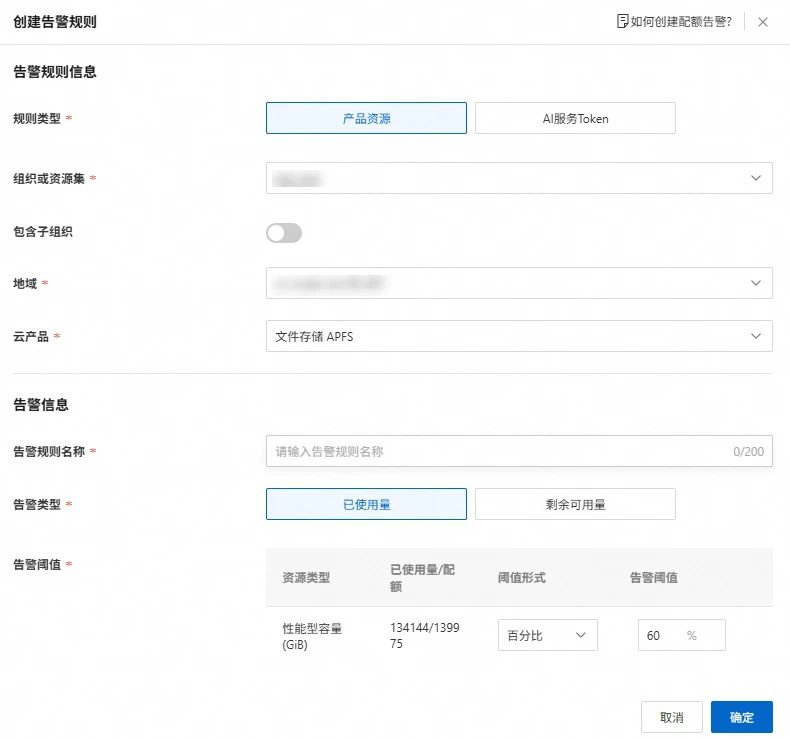 创建告警规则
如何创建配额告警?
告警规则信息
规则类型 *
产品资源
AI服务Token
组织或资源集 *
包含子组织
地域 *
云产品 *
文件存储 APFS
告警信息
告警规则名称 *
请输入告警规则名称
0/200
告警类型 *
已使用量
剩余可用量
告警阈值 *
资源类型
已使用量/配
额
阈值形式
告警阈值
性能型容量
(GiB)
134144/1399
75
百分比
60 %
取消
确定